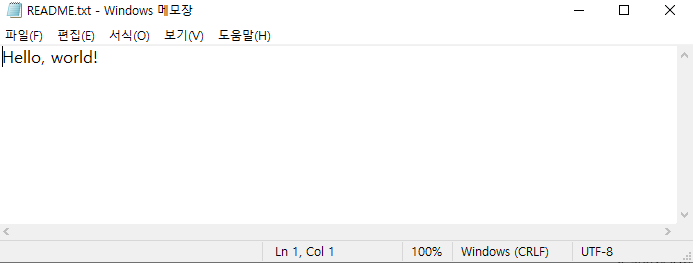 README.txt - Windows 메모장
파일(F) 편집(E) 서식(O) 보기(V) 도움말(H)
Hello, world!
Ln 1, Col 1 100% Windows (CRLF) UTF-8